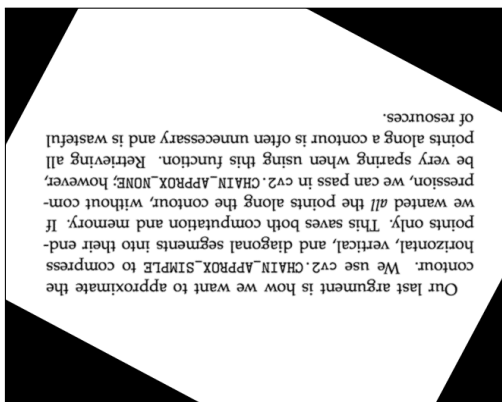 Our last argument is how we want to approximate the
contour. We use cv2.CHAIN_APPROX_SIMPLE to compress
horizontal, vertical, and diagonal segments into their end-
points only. This saves both computation and memory. If
we wanted all the points along the contour, without com-
pression, we can pass in cv2.CHAIN_APPROX_NONE; however,
be very sparing when using this function. Retrieving all
points along a contour is often unnecessary and is wasteful
of resources.